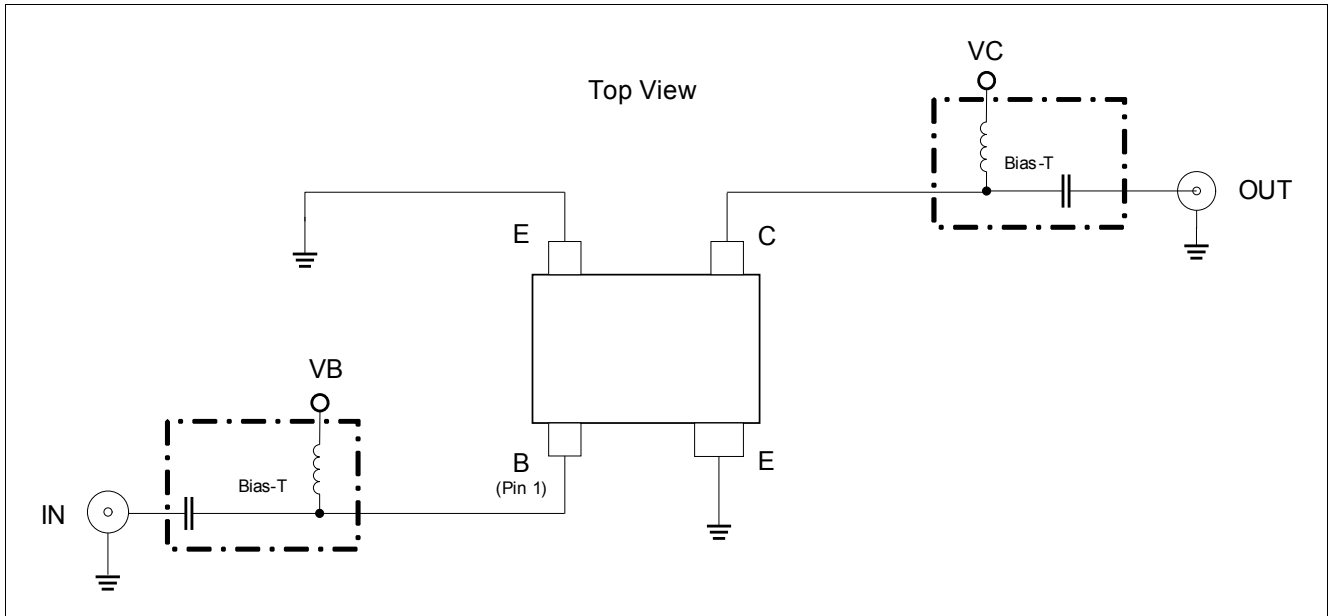 VC
Top View
Bias-T
OUT
E
C
VB
Bias-T
B
(Pin 1)
E
IN